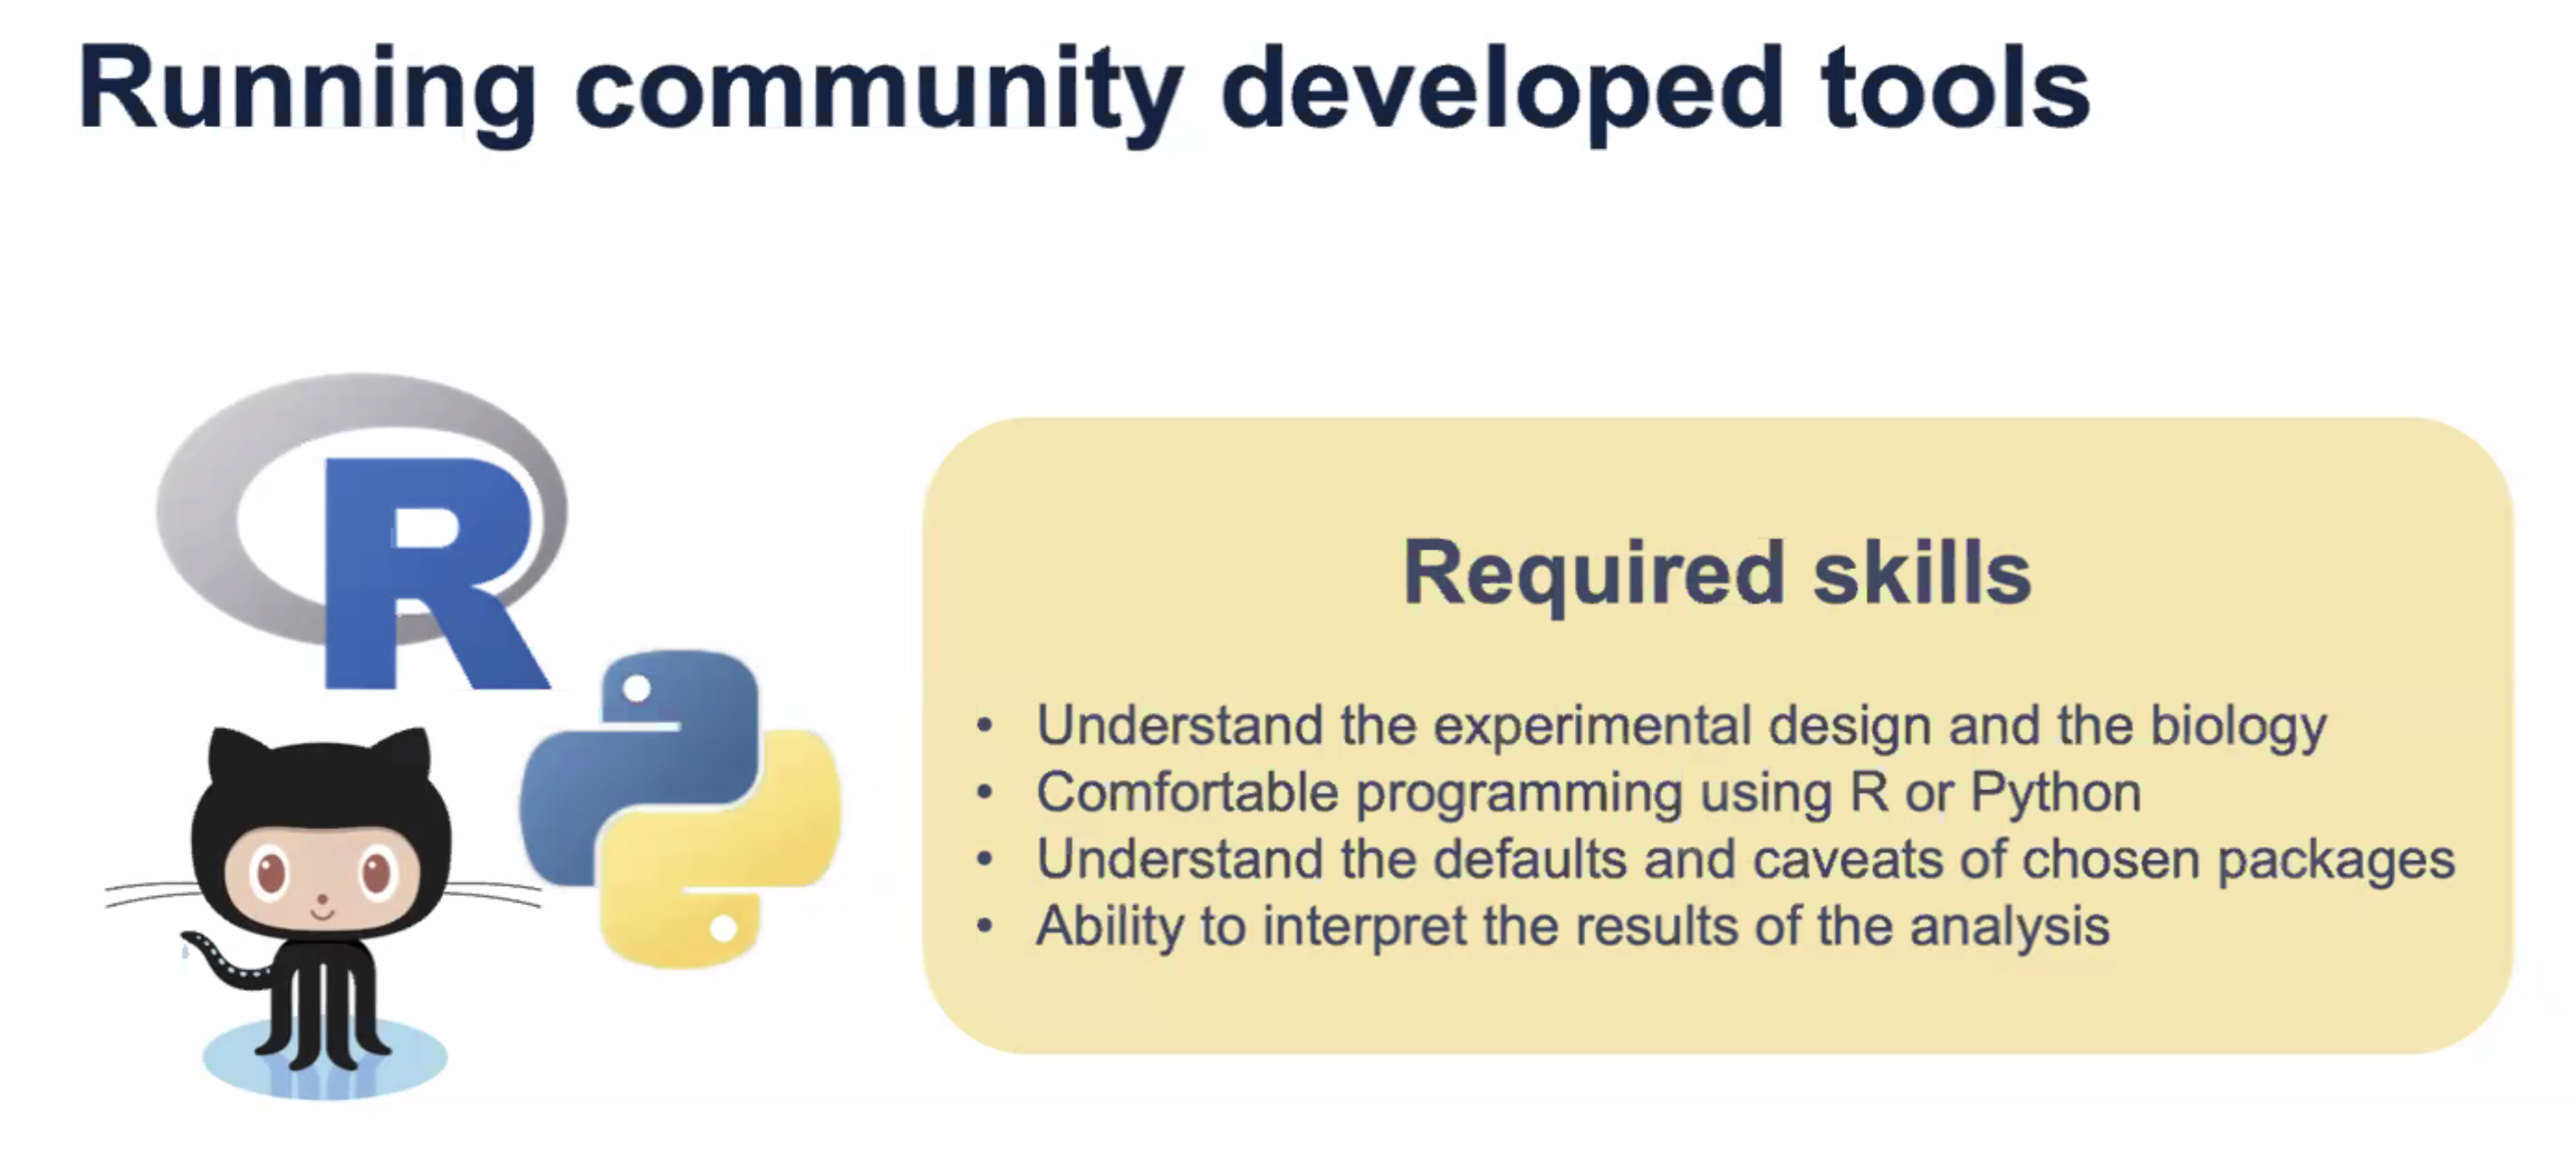 Running community developed tools
R
Required skills
• Understand the experimental design and the biology
• Comfortable programming using R or Python
• Understand the defaults and caveats of chosen packages
• Ability to interpret the results of the analysis